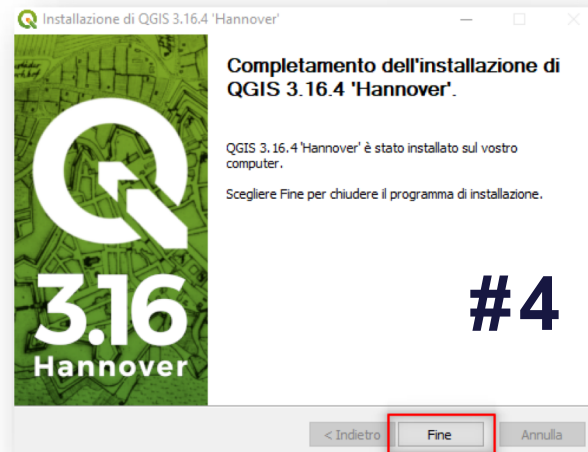 Installazione di QGIS 3.16.4 'Hannover'
Completamento dell'installazione di
QGIS 3.16.4 'Hannover'.
QGIS 3.16.4 'Hannover' è stato installato sul vostro
computer.
Scegliere Fine per chiudere il programma di installazione.
#4
3.16
Hannover
< Indietro
Fine
Annulla